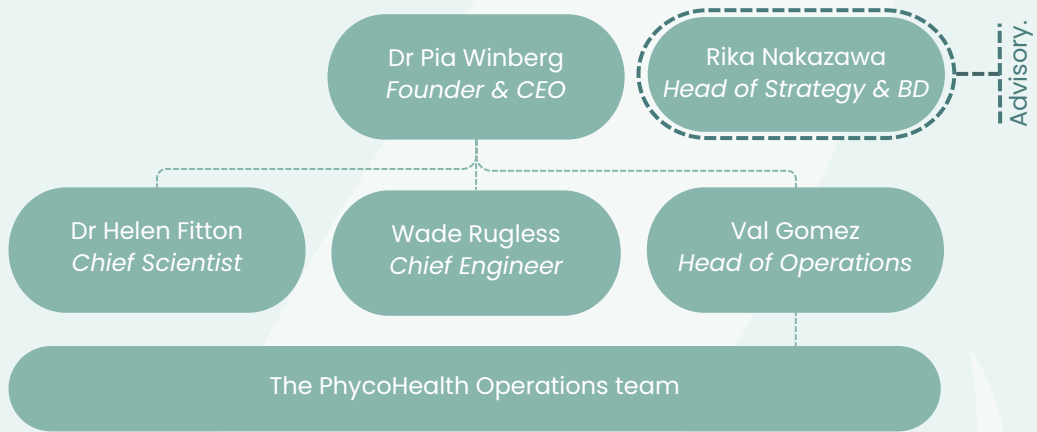 Dr Pia Winberg
Founder & CEO
Rika Nakazawa
Head of Strategy & BD
Advisory.
Dr Helen Fitton
Chief Scientist
Wade Rugless
Chief Engineer
Val Gomez
Head of Operations
The PhycoHealth Operations team